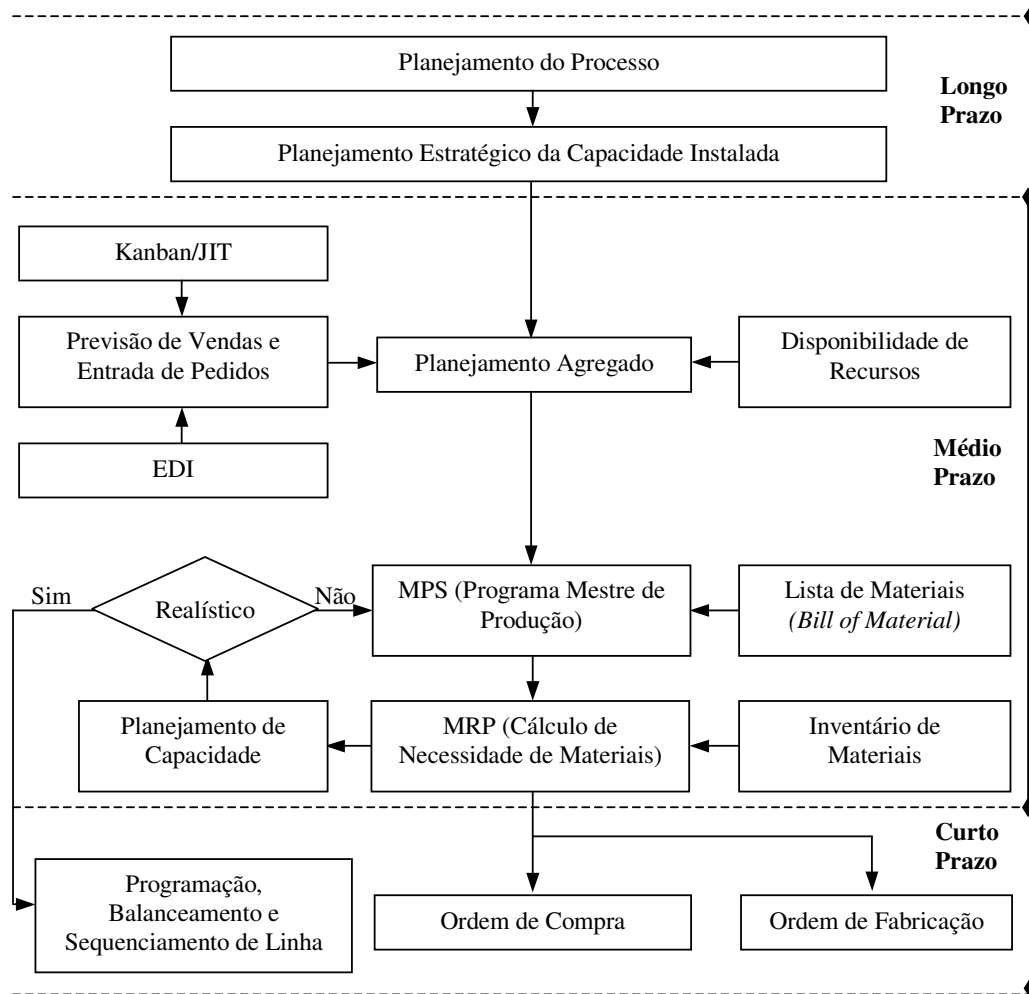 Planejamento do Processo
Longo
Prazo
Planejamento Estratégico da Capacidade Instalada
Kanban/JIT
Previsão de Vendas e
Entrada de Pedidos
Planejamento Agregado
Disponibilidade de
Recursos
EDI
Médio
Prazo
Sim
Realístico
Não
MPS (Programa Mestre de
Produção)
Lista de Materiais
(Bill of Material)
Planejamento de
Capacidade
MRP (Cálculo de
Necessidade de Materiais)
Inventário de
Materiais
Curto
Prazo
Programação,
Balanceamento e
Sequenciamento de Linha
Ordem de Compra
Ordem de Fabricação